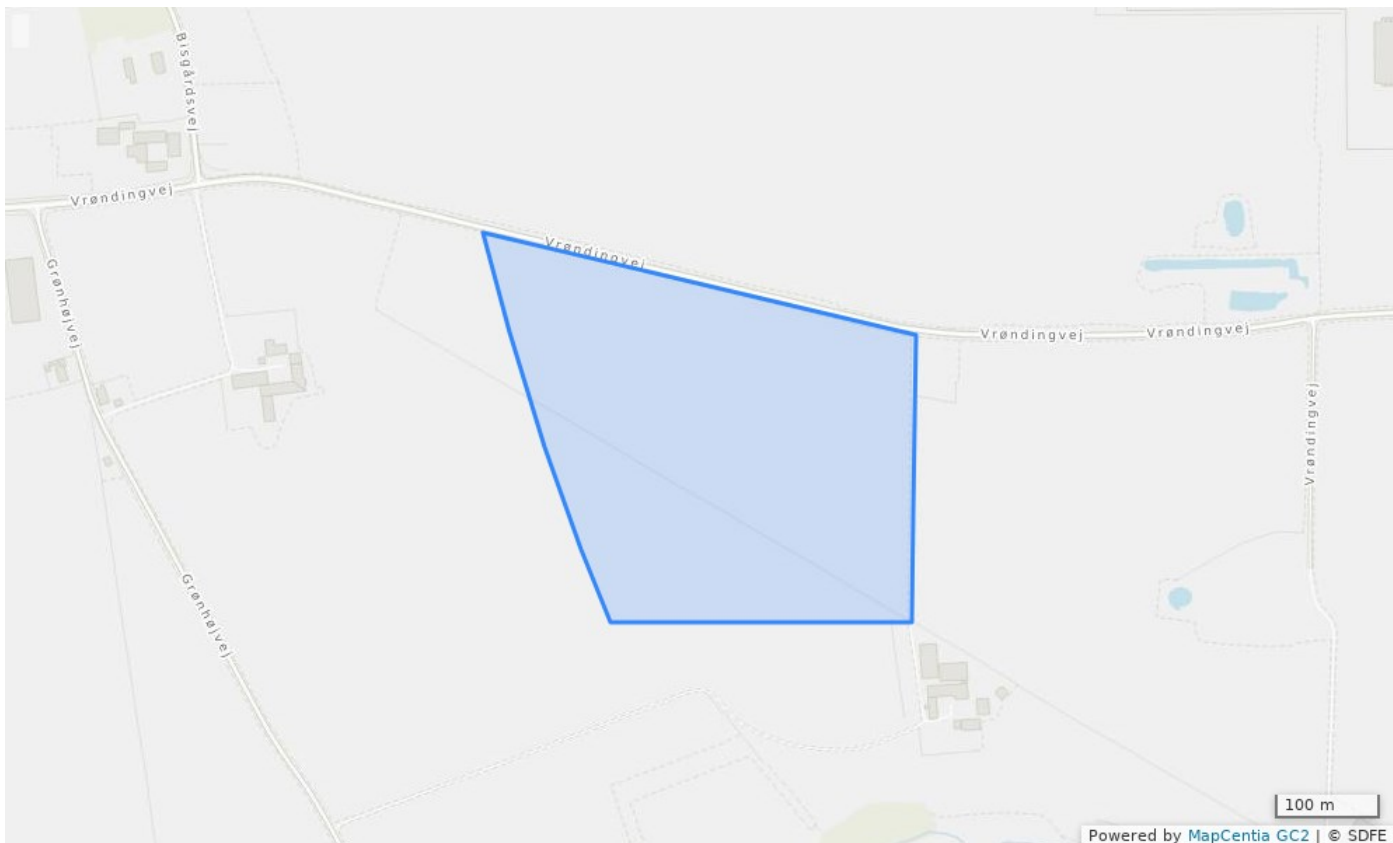 Bisgårdsvej
Vrøndingvej
Vrøndingvej
Grønhøjvej
Vrøndingvej
Vrøndingvej
Vrøndingvej
Grønhøjvej
100 m
Powered by MapCentia GC2 | © SDFE